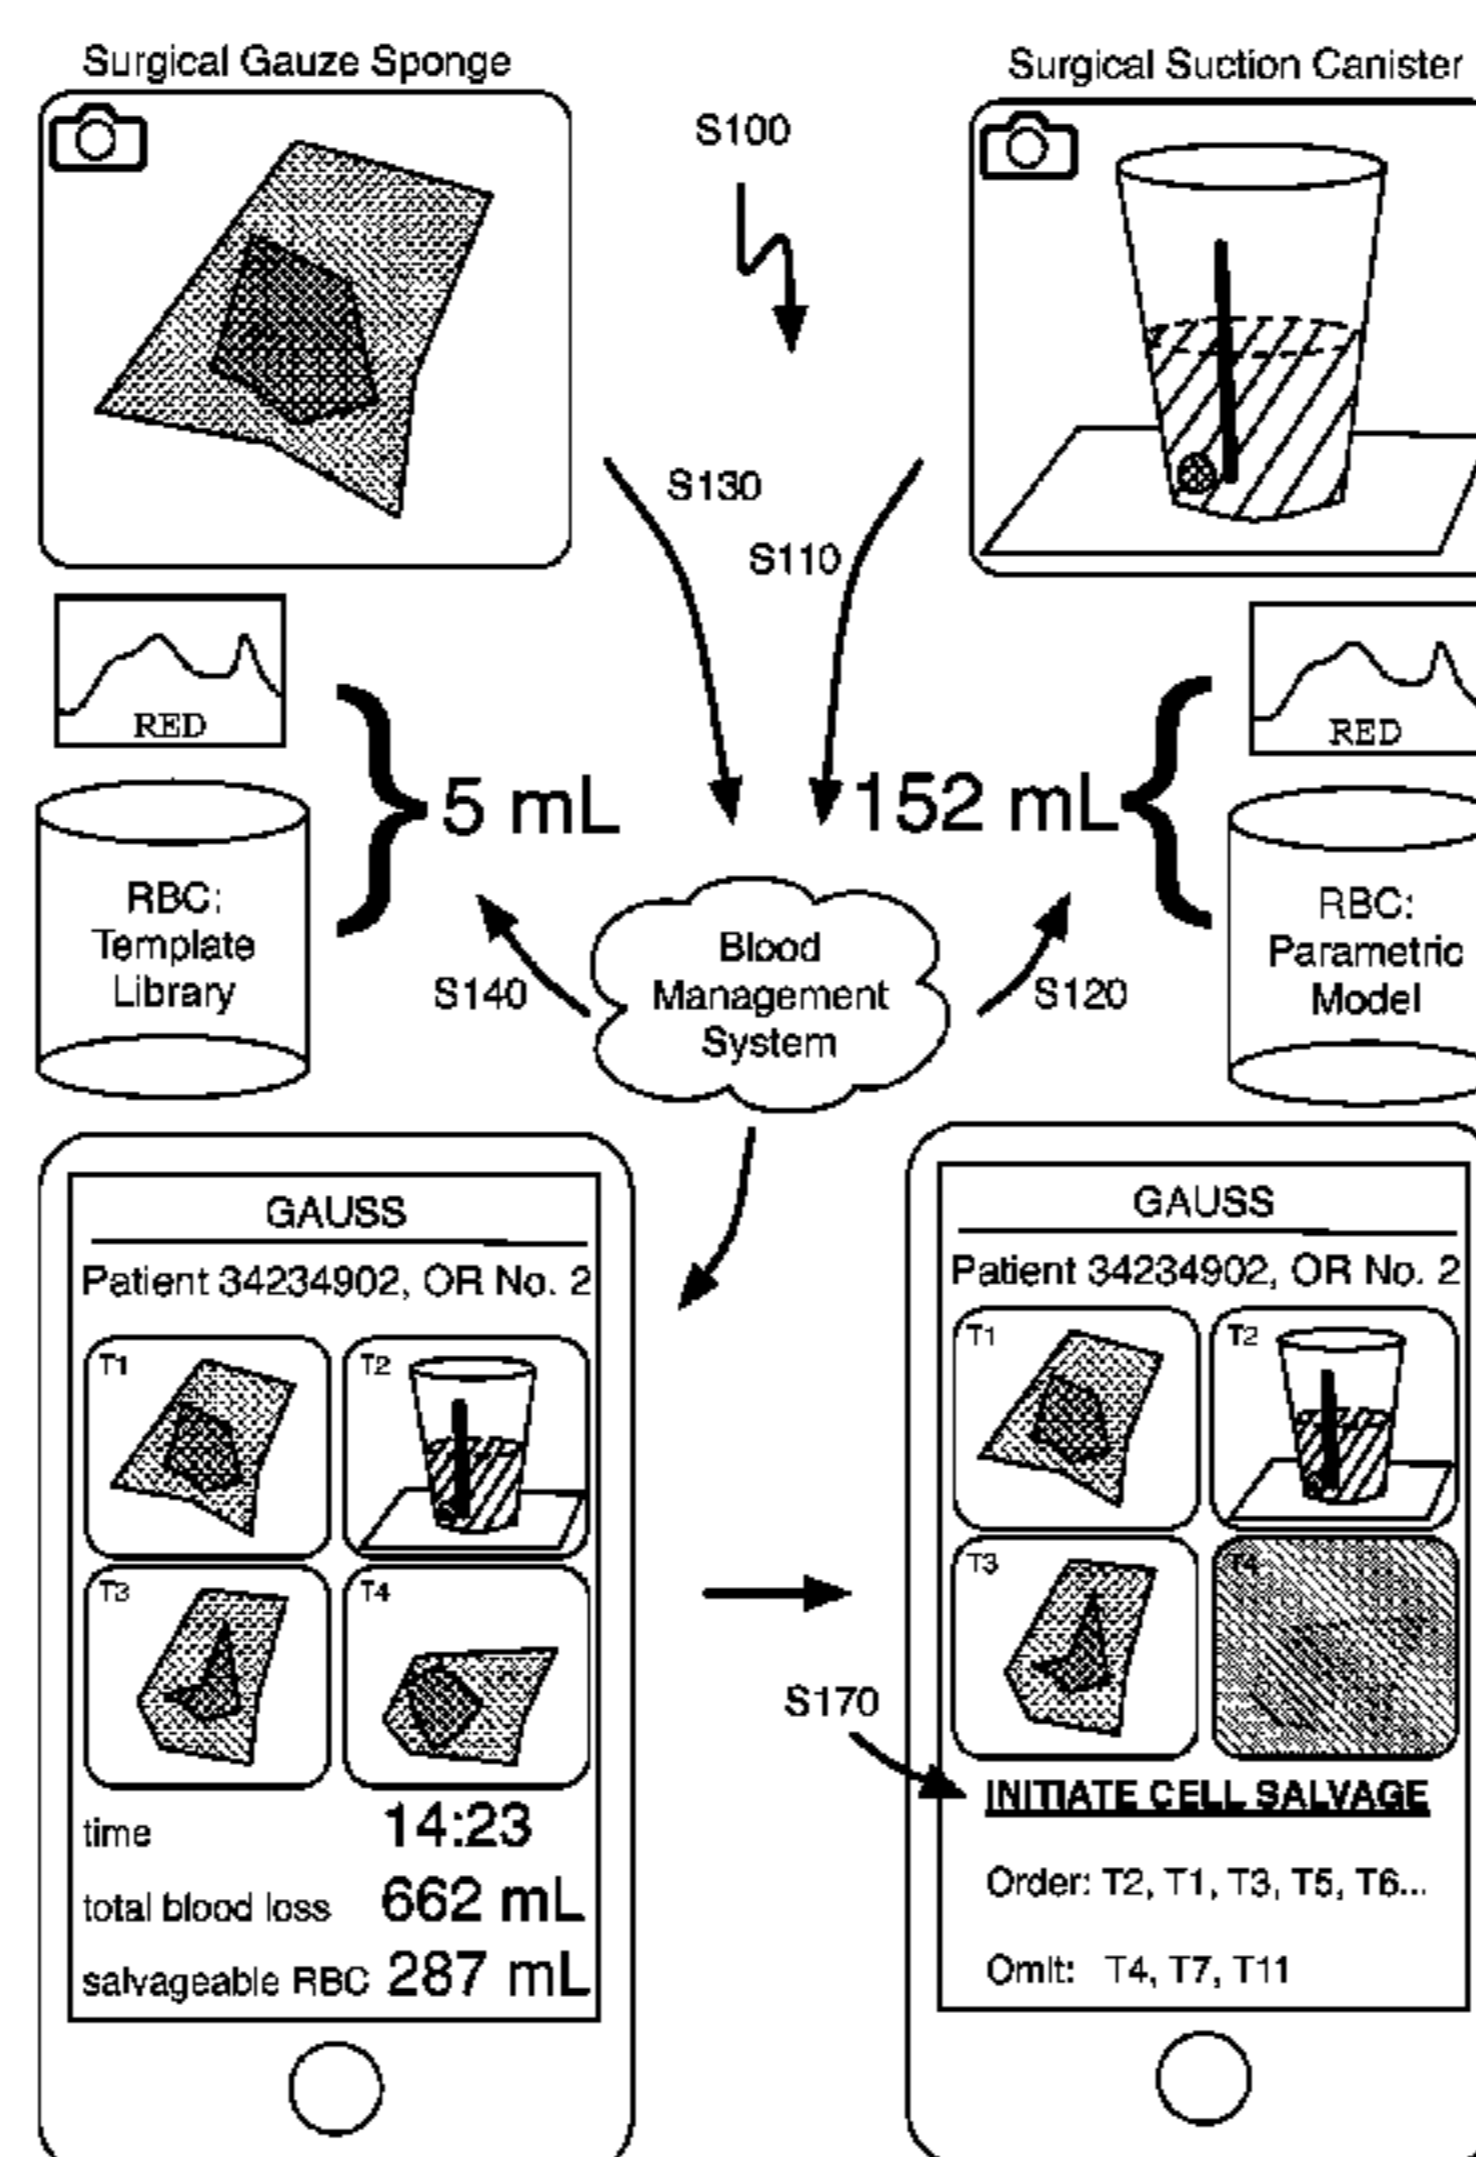 Surgical Gauze Sponge
Surgical Suction Canister
S100
S130
S110
RED
RED
5 mL
152 mL
RBC:
Template
Library
Blood
Management
System
RBC:
Parametric
Model
S140
S120
GAUSS
Patient 34234902, OR No. 2
T1
T2
T3
T4
time 14:23
total blood loss 662 mL
salvageable RBC 287 mL
S170
GAUSS
Patient 34234902, OR No. 2
T1
T2
T3
T4
INITIATE CELL SALVAGE
Order: T2, T1, T3, T5, T6...
Omit: T4, T7, T11